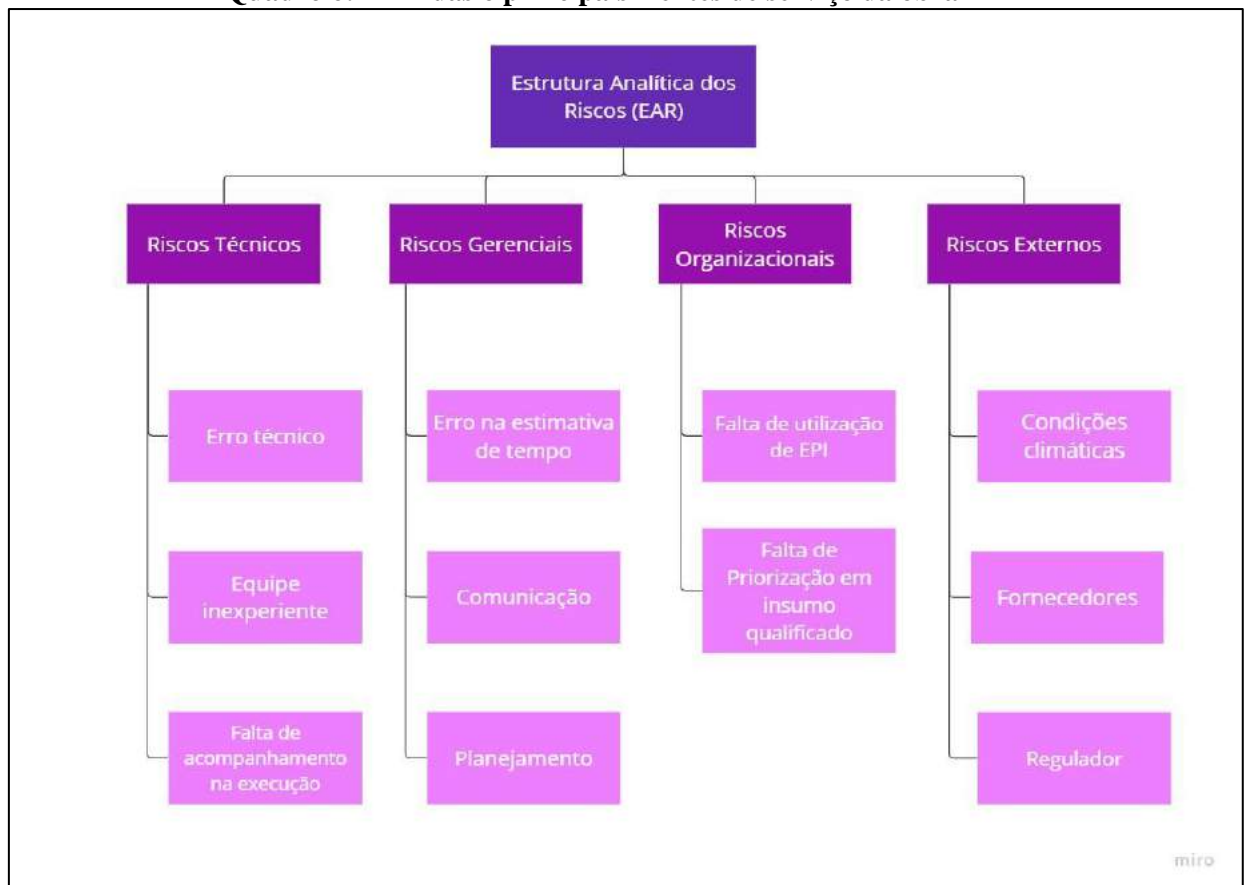 Estrutura Analítica dos
Riscos (EAR)
Riscos Técnicos
Riscos Gerenciais
Riscos
Organizacionais
Riscos Externos
Erro técnico
Erro na estimativa
de tempo
Falta de utilização
de EPI
Condições
climáticas
Equipe
inexperiente
Comunicação
Falta de
Priorização em
insumo
qualificado
Fornecedores
Falta de
acompanhamento
na execução
Planejamento
Regulador
miro